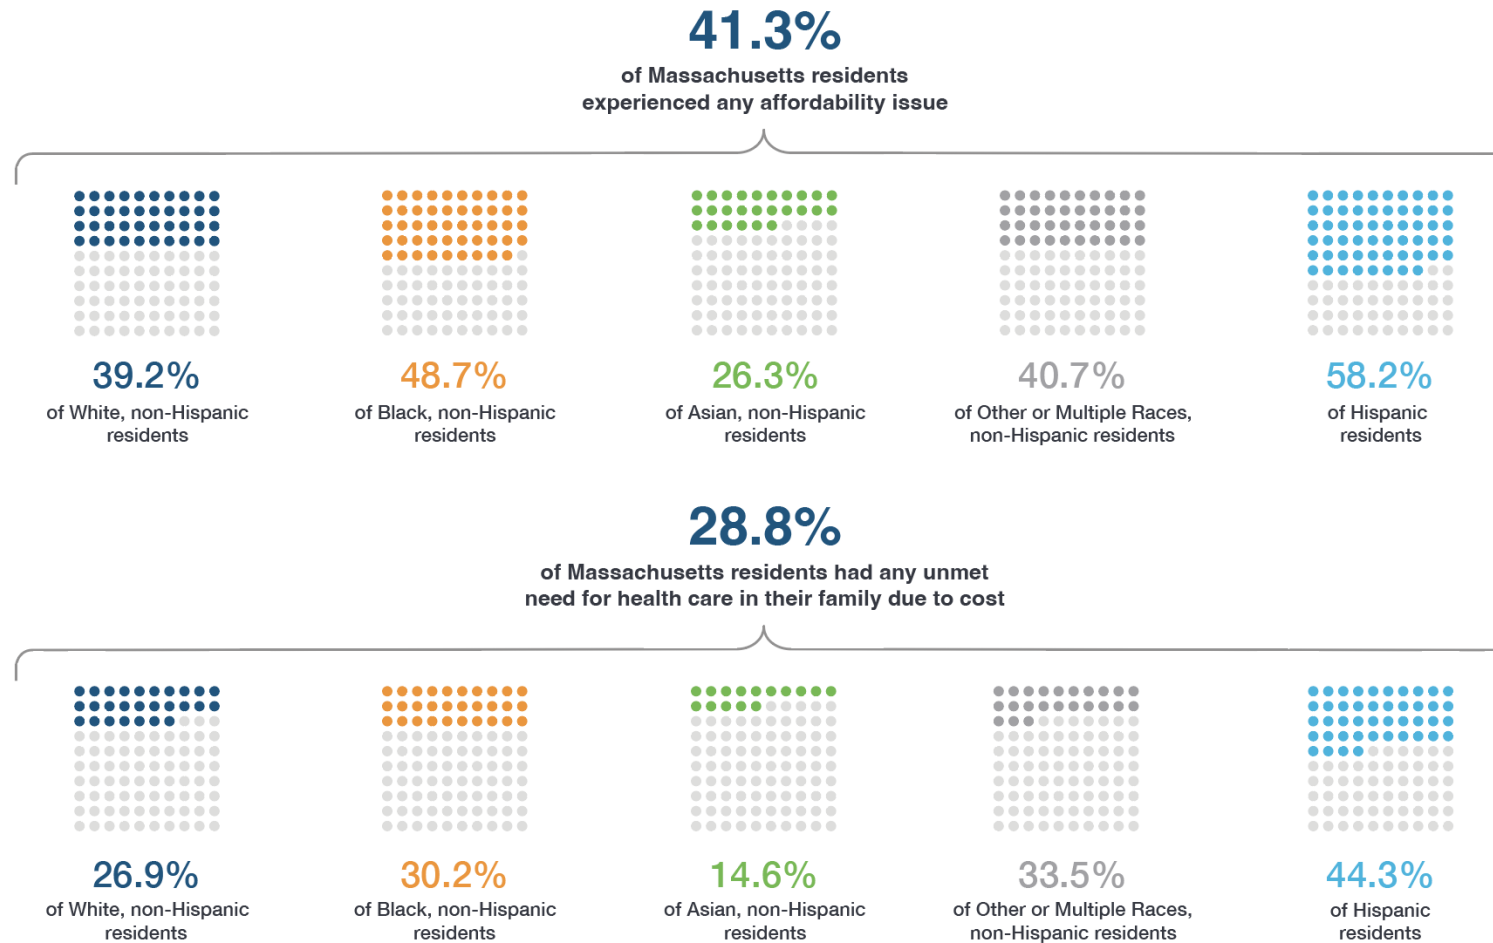 41.3%
of Massachusetts residents
experienced any affordability issue
39.2%
of White, non-Hispanic
residents
48.7%
of Black, non-Hispanic
residents
26.3%
of Asian, non-Hispanic
residents
40.7%
of Other or Multiple Races,
non-Hispanic residents
58.2%
of Hispanic
residents
28.8%
of Massachusetts residents had any unmet
need for health care in their family due to cost
26.9%
of White, non-Hispanic
residents
30.2%
of Black, non-Hispanic
residents
14.6%
of Asian, non-Hispanic
residents
33.5%
of Other or Multiple Races,
non-Hispanic residents
44.3%
of Hispanic
residents